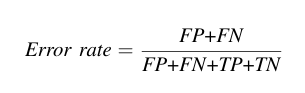 Error rate = FP+FN / FP+FN+TP+TN